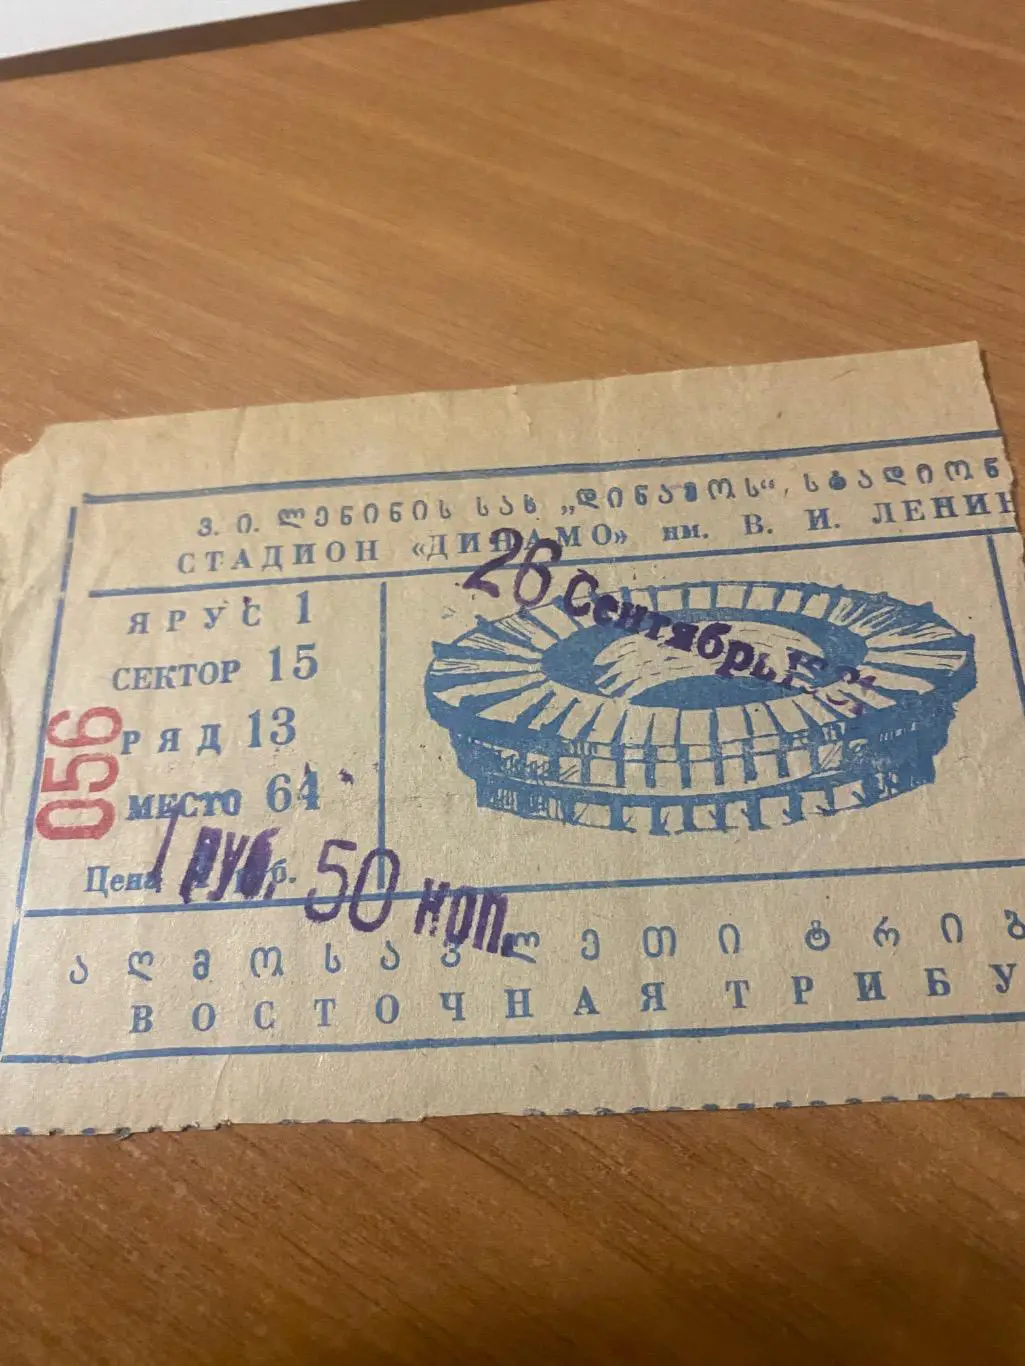 ვ. ი. ლენინის სახ. „დინამოს“, სტადიონ
СТАДИОН «ДИНАМО» им. В. И. ЛЕНИН
26 Сентябрь
ЯРУС 1
СЕКТОР 15
РЯД 13
МЕСТО 64
056
Цена
1 руб. 50 коп.
აღმოსავლეთი ტრიბ
ВОСТОЧНАЯ ТРИБУ